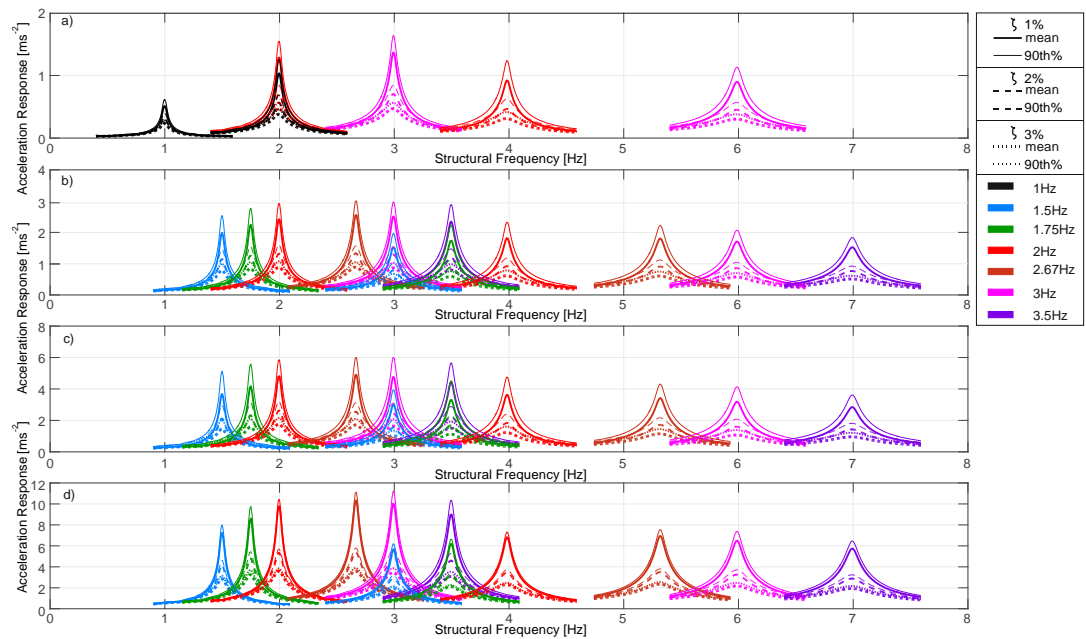 a)
Acceleration Response [ms⁻²]
2
1
0
0 1 2 3 4 5 6 7 8
Structural Frequency [Hz]
b)
Acceleration Response [ms⁻²]
4
3
2
1
0
0 1 2 3 4 5 6 7 8
Structural Frequency [Hz]
c)
Acceleration Response [ms⁻²]
8
6
4
2
0
0 1 2 3 4 5 6 7 8
Structural Frequency [Hz]
d)
Acceleration Response [ms⁻²]
12
10
8
6
4
2
0
0 1 2 3 4 5 6 7 8
Structural Frequency [Hz]
ζ 1%
mean
90th%
ζ 2%
mean
90th%
ζ 3%
mean
90th%
1Hz
1.5Hz
1.75Hz
2Hz
2.67Hz
3Hz
3.5Hz